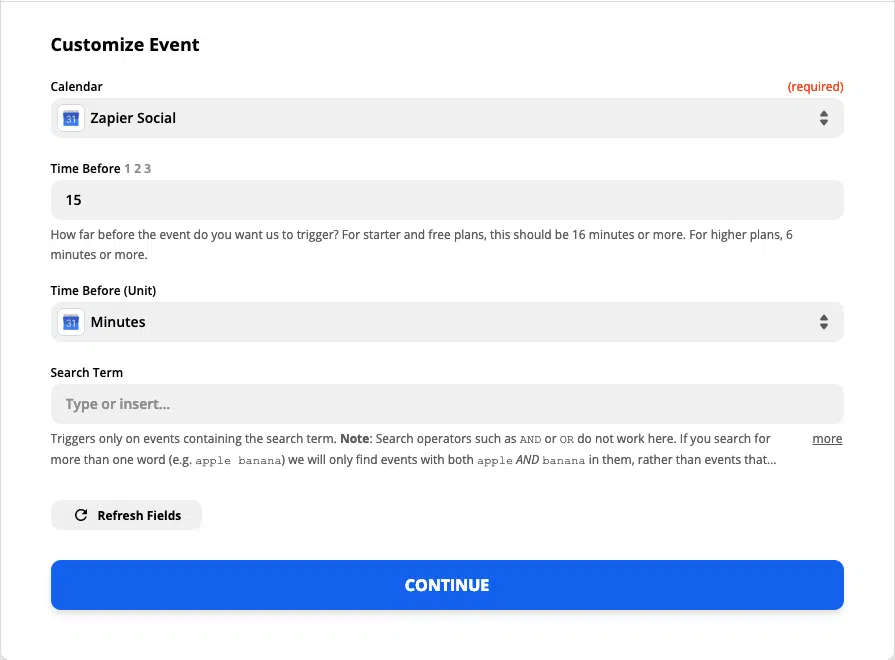 Customize Event
Calendar (required)
31 Zapier Social
Time Before 1 2 3
15
How far before the event do you want us to trigger? For starter and free plans, this should be 16 minutes or more. For higher plans, 6
minutes or more.
Time Before (Unit)
31 Minutes
Search Term
Type or insert...
Triggers only on events containing the search term. Note: Search operators such as AND or OR do not work here. If you search for more
more than one word (e.g. apple banana) we will only find events with both apple AND banana in them, rather than events that...
Refresh Fields
CONTINUE